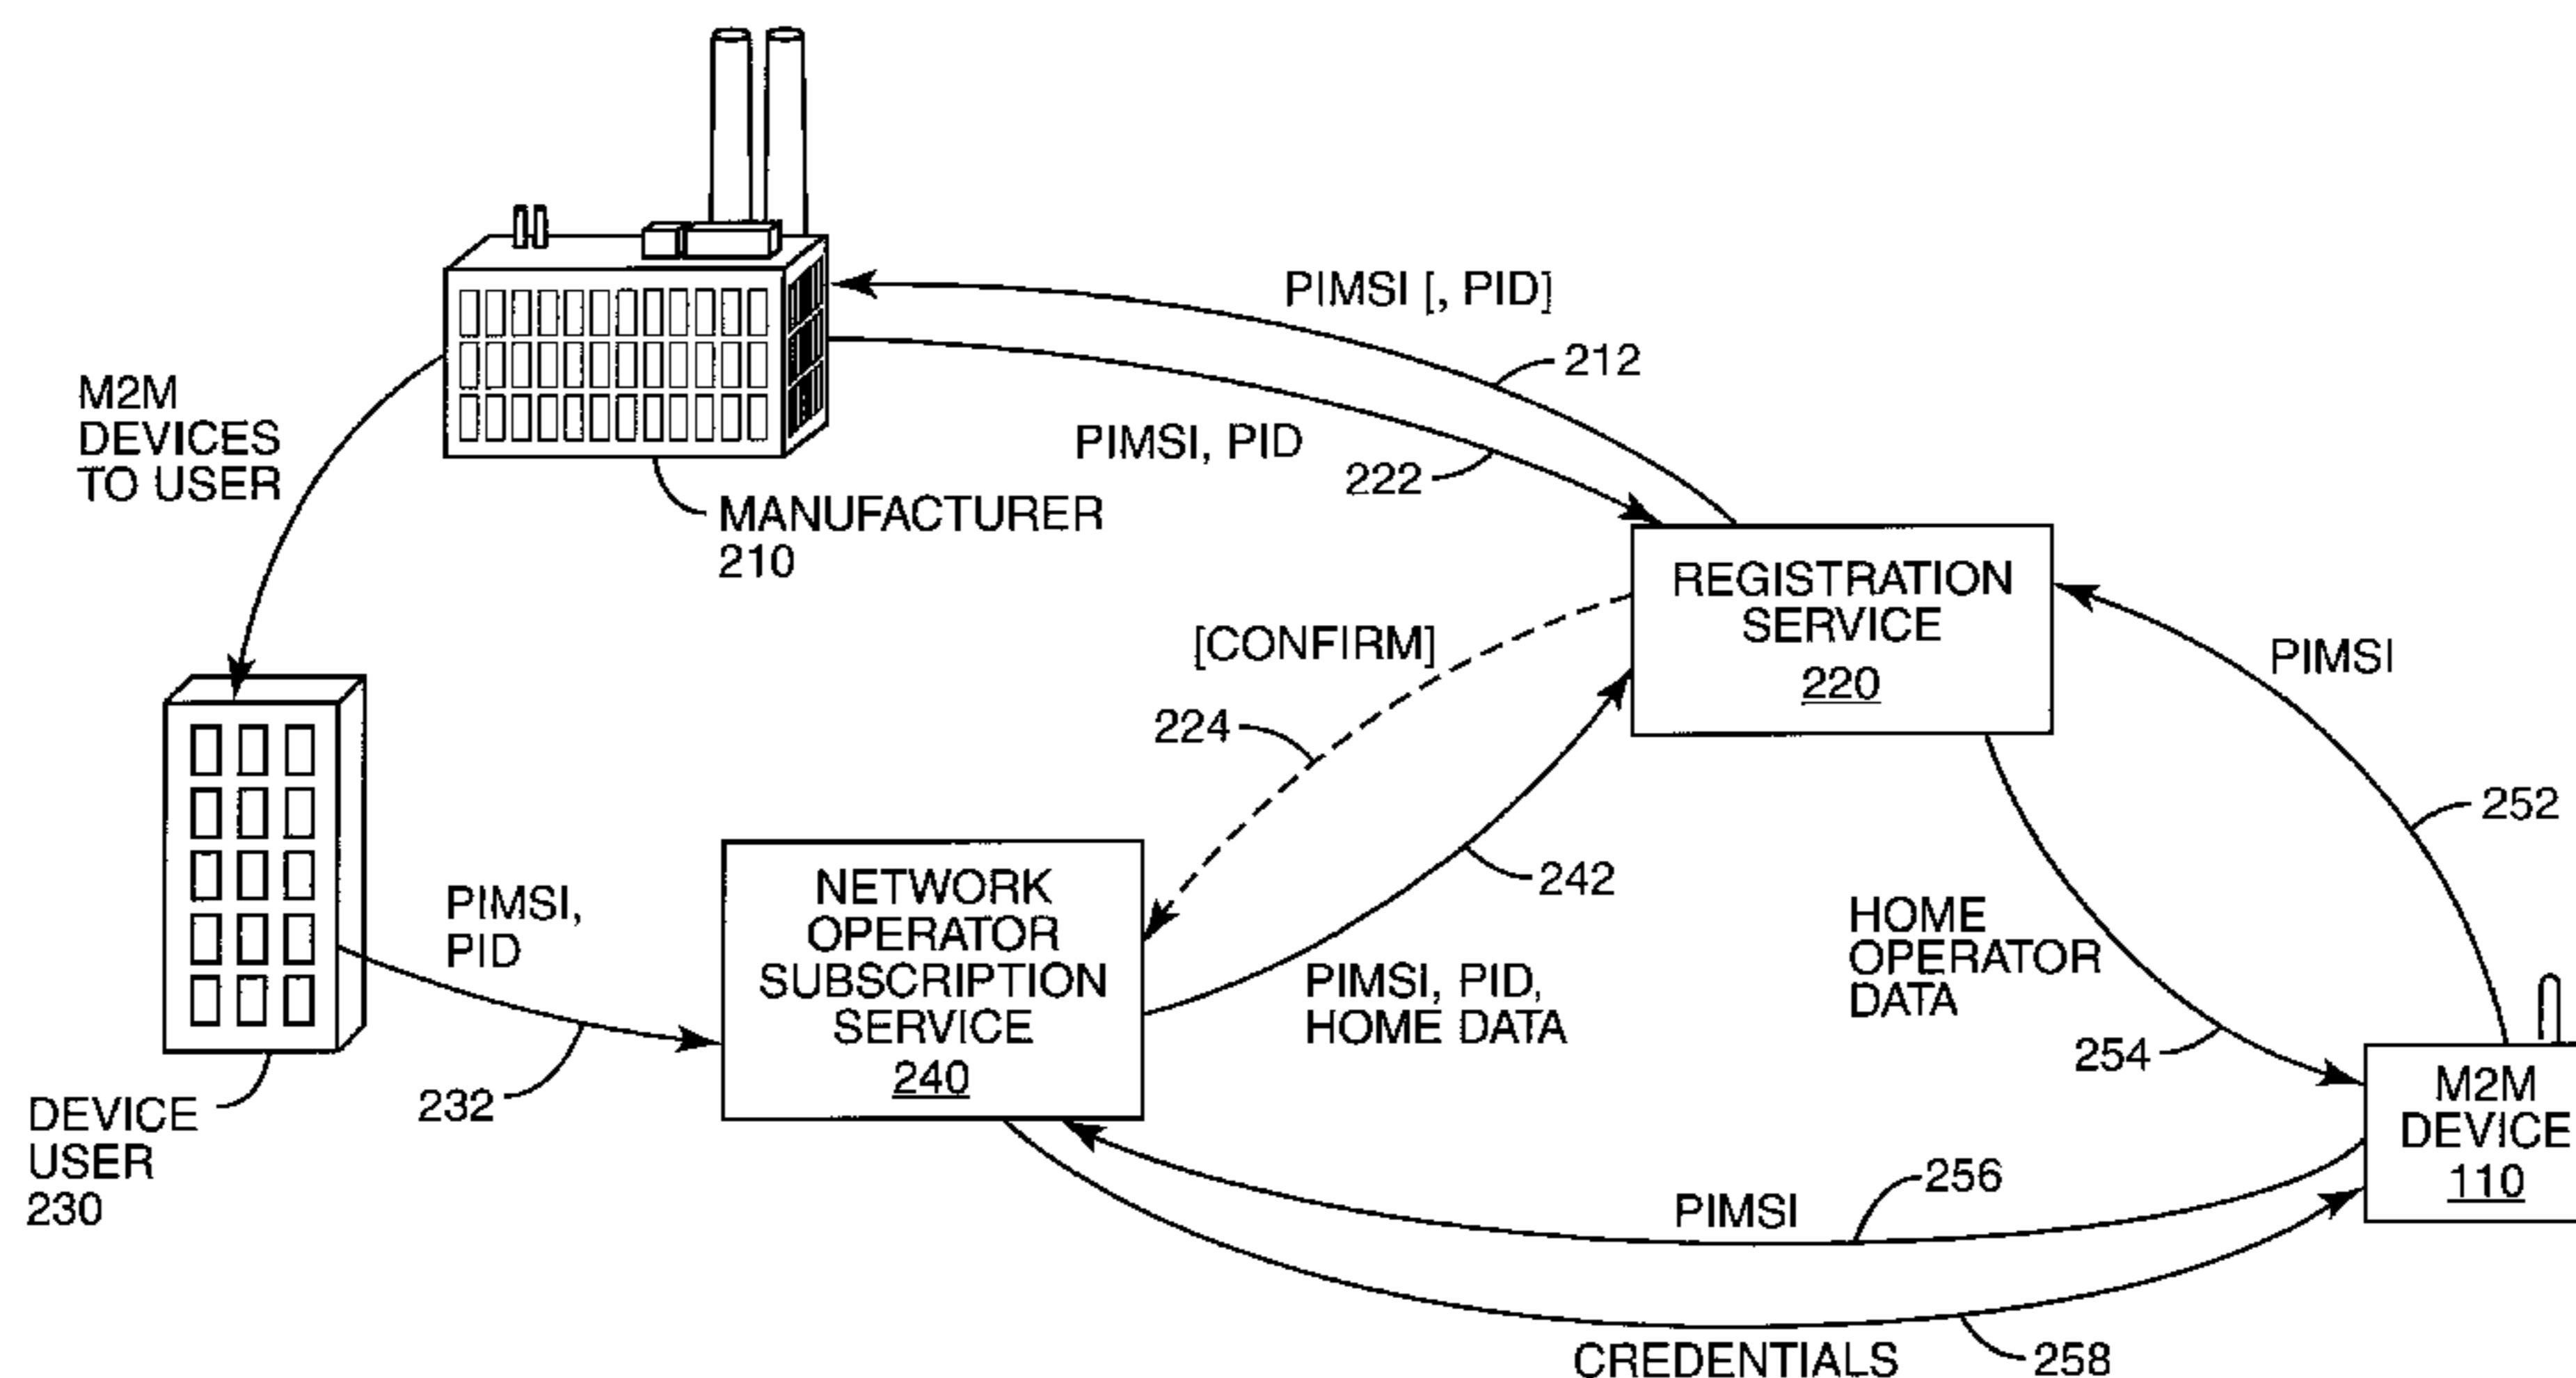 PIMSI [, PID]
212
M2M
DEVICES
TO USER
PIMSI, PID
222
MANUFACTURER
210
REGISTRATION
SERVICE
220
[CONFIRM]
224
PIMSI
252
242
NETWORK
OPERATOR
SUBSCRIPTION
SERVICE
240
PIMSI,
PID
232
PIMSI, PID,
HOME DATA
HOME
OPERATOR
DATA
254
M2M
DEVICE
110
DEVICE
USER
230
256
PIMSI
CREDENTIALS
258